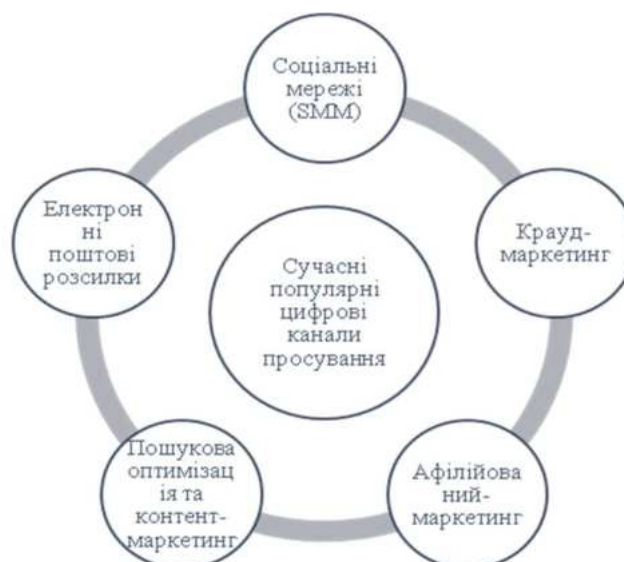 Соціальні
мережі
(SMM)
Крауд-
маркетинг
Афілійова
ний-
маркетинг
Пошукова
оптимізац
ія та
контент-
маркетинг
Електрон
ні
поштові
розсилки
Сучасні
популярні
цифрові
канали
просування